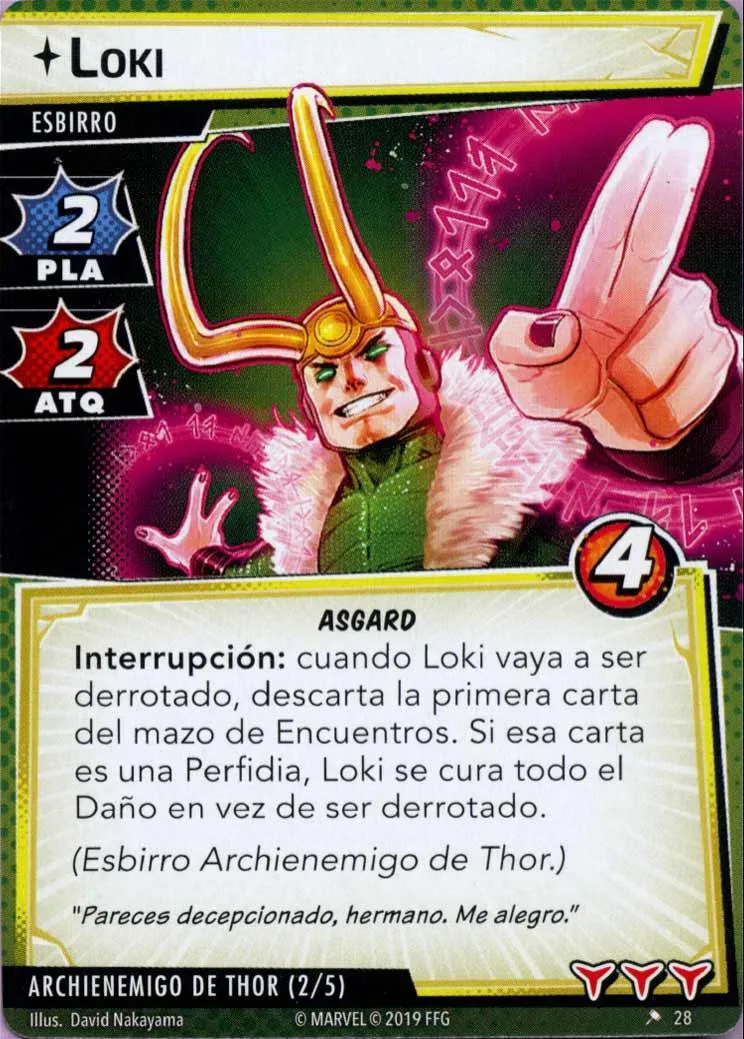 LOKI
ESBIRRO
2
PLA
2
ATQ
4
ASGARD
Interrupción: cuando Loki vaya a ser
derrotado, descarta la primera carta
del mazo de Encuentros. Si esa carta
es una Perfidia, Loki se cura todo el
Daño en vez de ser derrotado.
(Esbirro Archienemigo de Thor.)
"Pareces decepcionado, hermano. Me alegro."
ARCHIENEMIGO DE THOR (2/5)
Illus. David Nakayama
© MARVEL © 2019 FFG
28